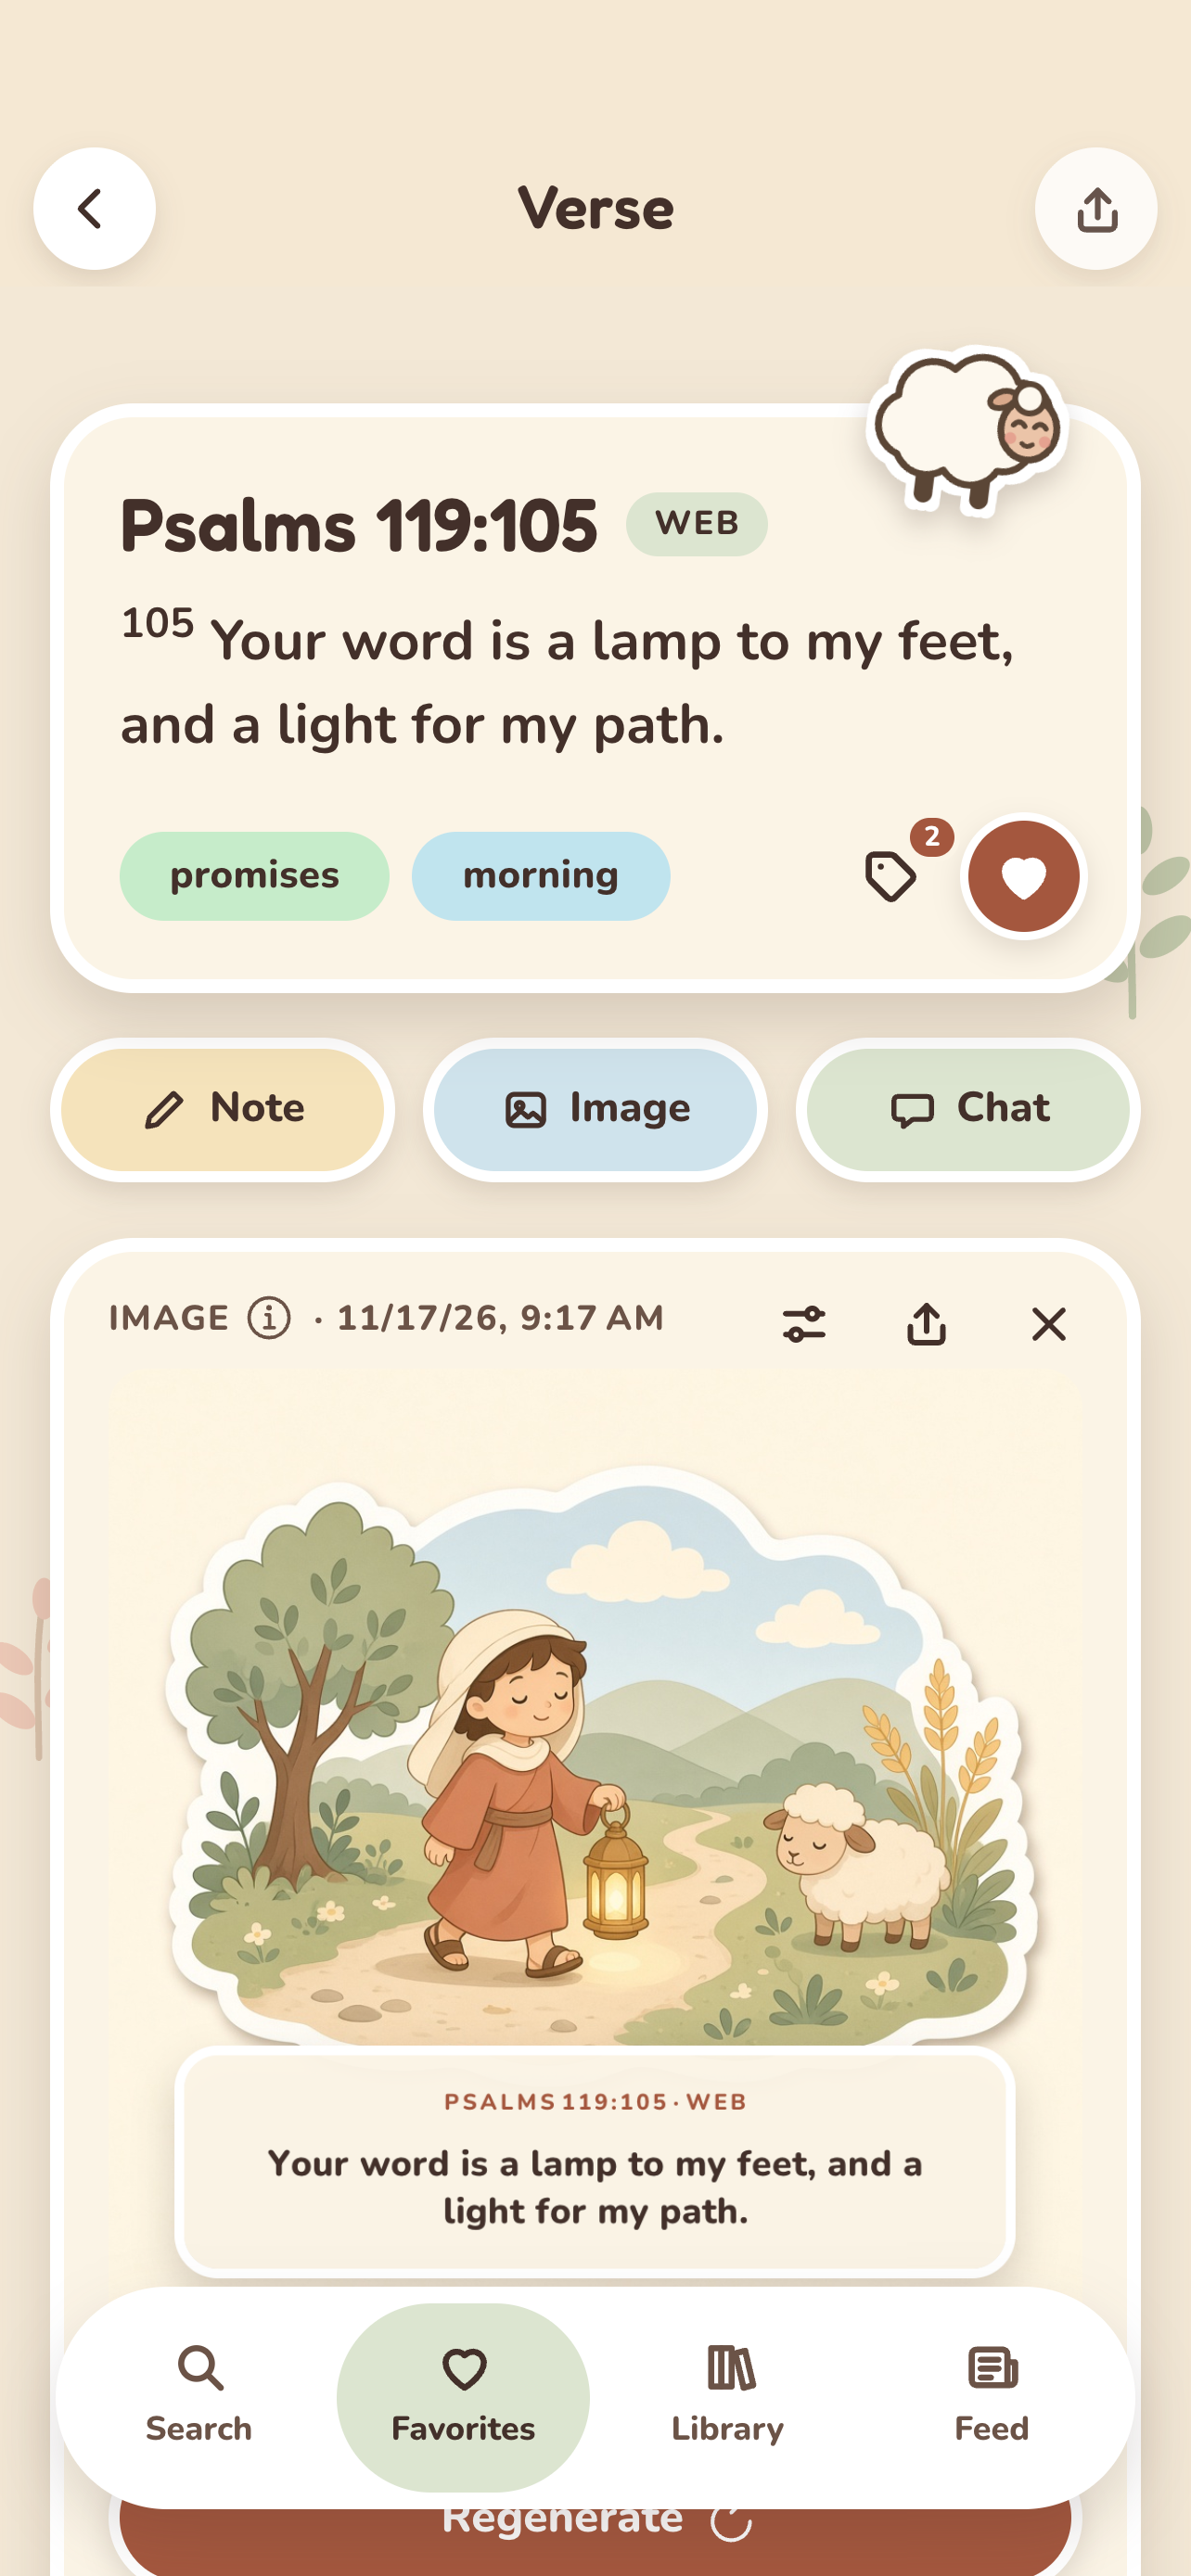 Verse
Psalms 119:105 WEB
105 Your word is a lamp to my feet,
and a light for my path.
promises morning 2
Note Image Chat
IMAGE i · 11/17/26, 9:17 AM
PSALMS 119:105 · WEB
Your word is a lamp to my feet, and a
light for my path.
Search Favorites Library Feed
Regenerate